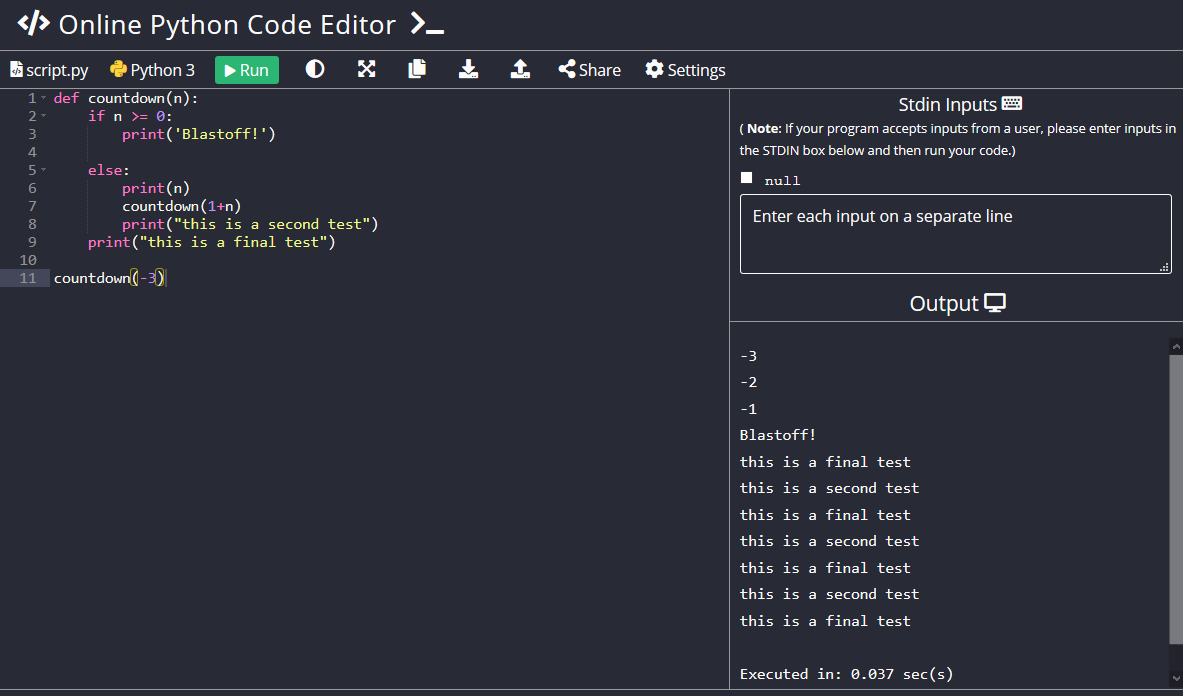 </> Online Python Code Editor >_
script.py Python 3 Run Share Settings
1 def countdown(n):
2     if n >= 0:
3         print('Blastoff!')
4
5     else:
6         print(n)
7         countdown(1+n)
8         print("this is a second test")
9     print("this is a final test")
10
11 countdown(-3)
Stdin Inputs
( Note: If your program accepts inputs from a user, please enter inputs in
the STDIN box below and then run your code.)
null
Enter each input on a separate line
Output
-3
-2
-1
Blastoff!
this is a final test
this is a second test
this is a final test
this is a second test
this is a final test
this is a second test
this is a final test
Executed in: 0.037 sec(s)